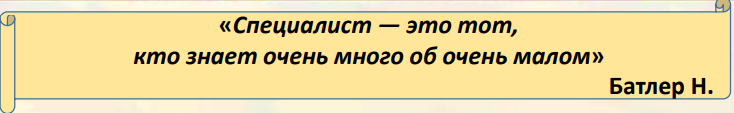 «Специалист — это тот,
кто знает очень много об очень малом»
Батлер Н.